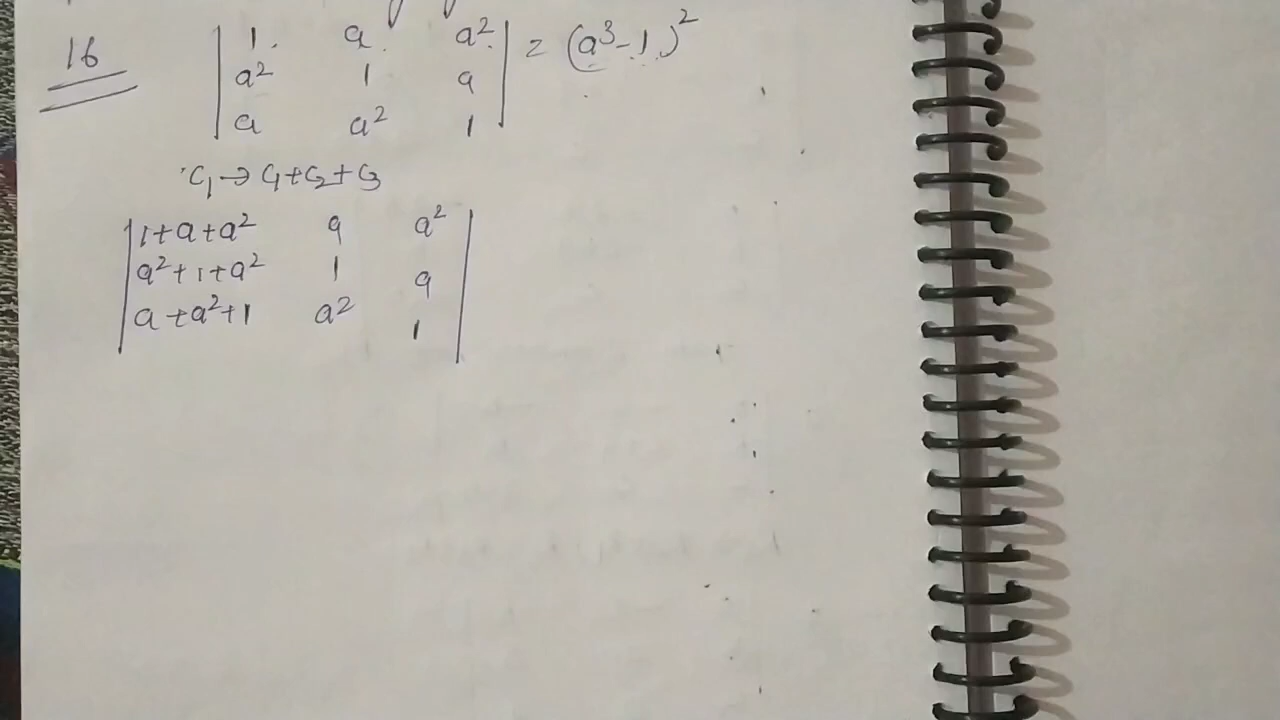 16 | 1. a. a². | = (a³-1)²
| a² 1 a |
| a a² 1 |
C₁→C₁+C₂+C₃
| 1+a+a² a a² |
| a²+1+a² 1 a |
| a+a²+1 a² 1 |